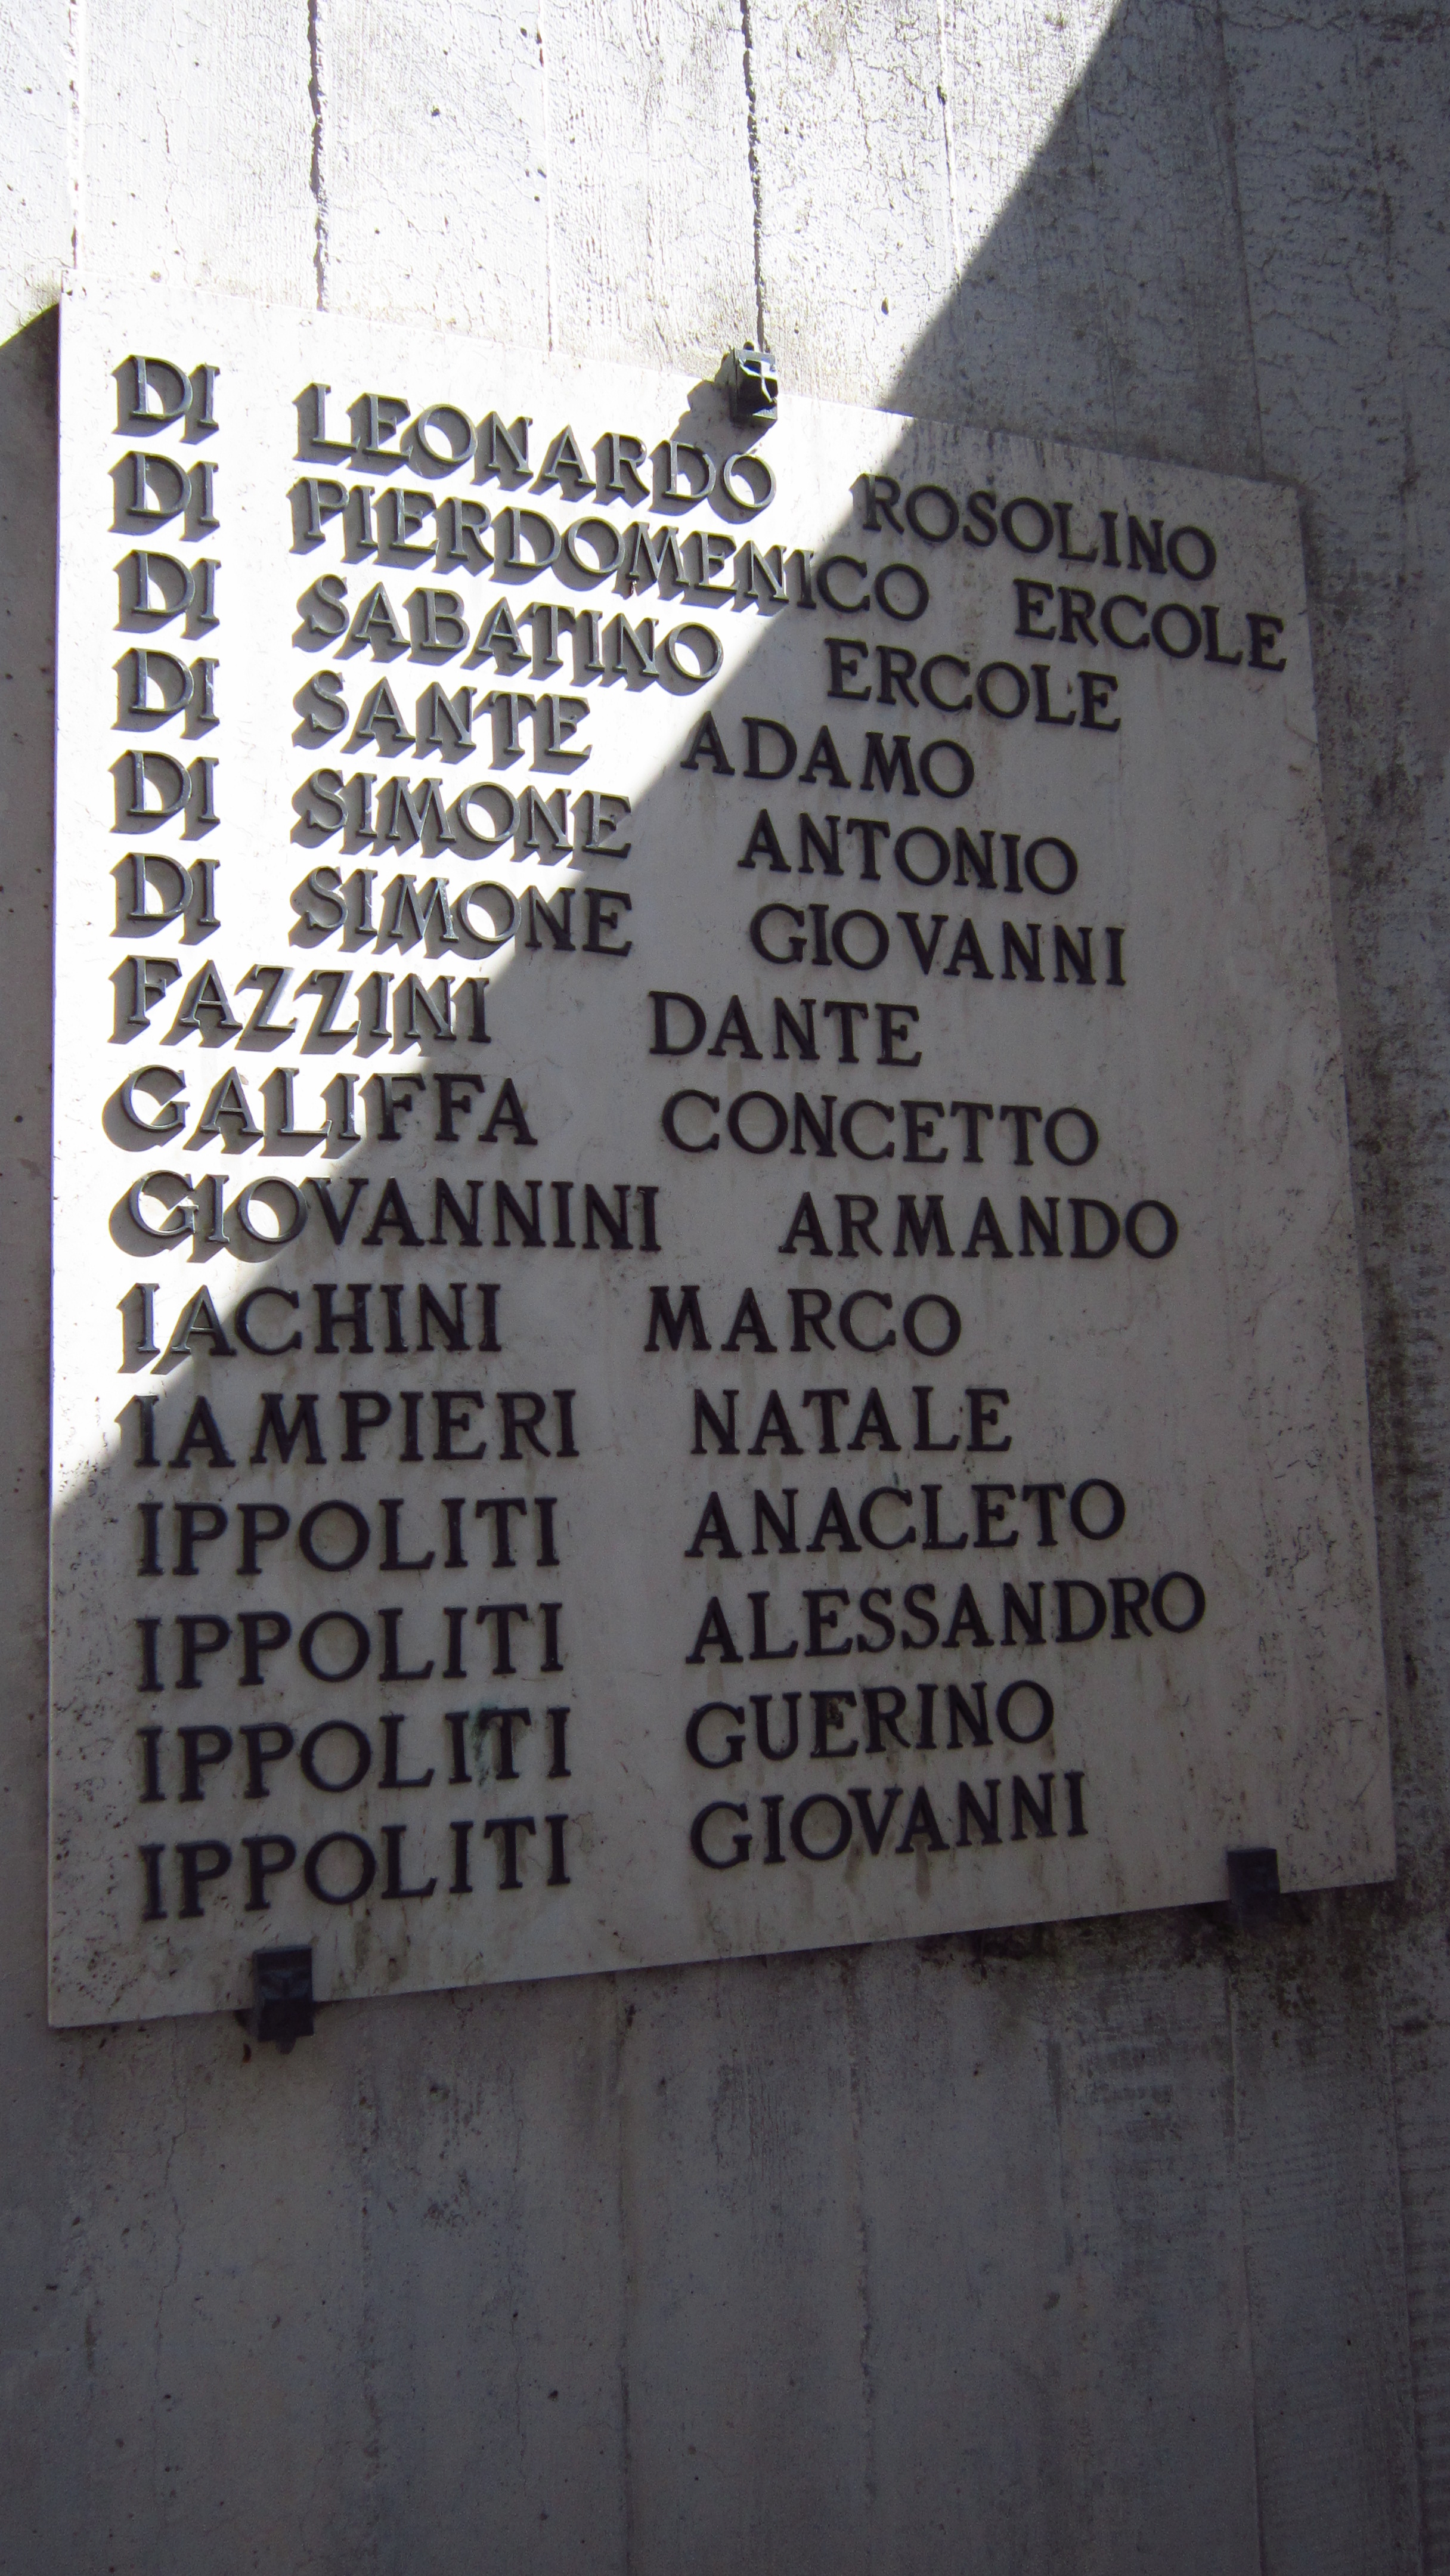 DI LEONARDO ROSOLINO
DI PIERDOMENICO ERCOLE
DI SABATINO ERCOLE
DI SANTE ADAMO
DI SIMONE ANTONIO
DI SIMONE GIOVANNI
FAZZINI DANTE
GALIFFA CONCETTO
GIOVANNINI ARMANDO
IACHINI MARCO
IAMPIERI NATALE
IPPOLITI ANACLETO
IPPOLITI ALESSANDRO
IPPOLITI GUERINO
IPPOLITI GIOVANNI